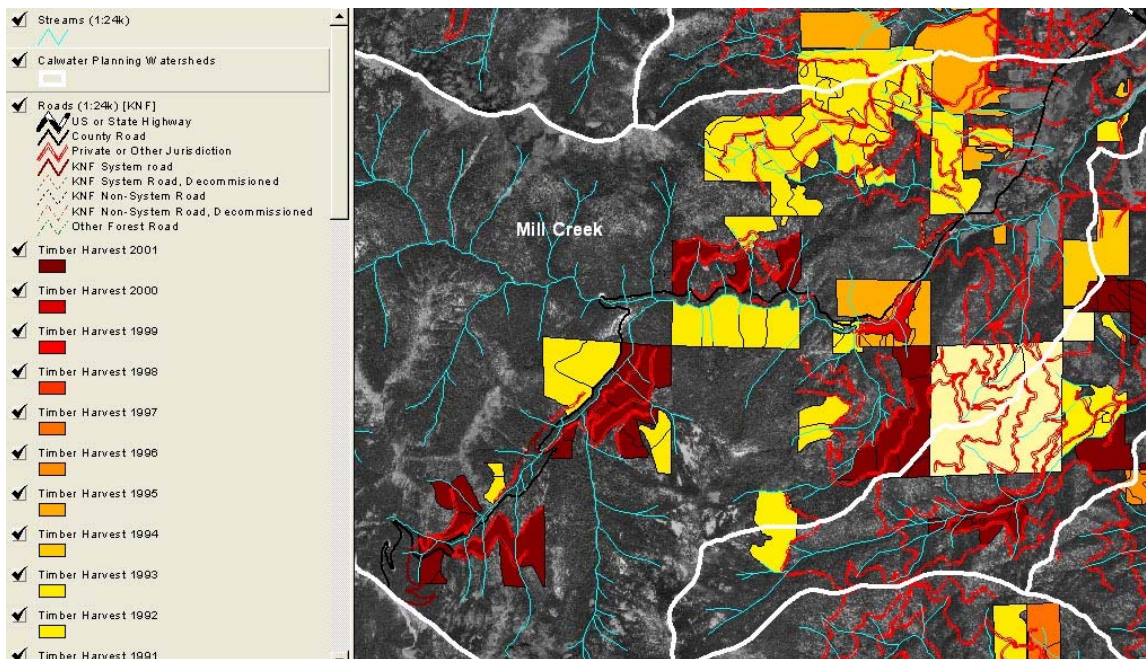 Streams (1:24k)
Calwater Planning Watersheds
Roads (1:24k) [KNF]
US or State Highway
County Road
Private or Other Jurisdiction
KNF System road
KNF System Road, Decommisioned
KNF Non-System Road
KNF Non-System Road, Decommissioned
Other Forest Road
Timber Harvest 2001
Timber Harvest 2000
Timber Harvest 1999
Timber Harvest 1998
Timber Harvest 1997
Timber Harvest 1996
Timber Harvest 1995
Timber Harvest 1994
Timber Harvest 1993
Timber Harvest 1992
Timber Harvest 1991
Mill Creek